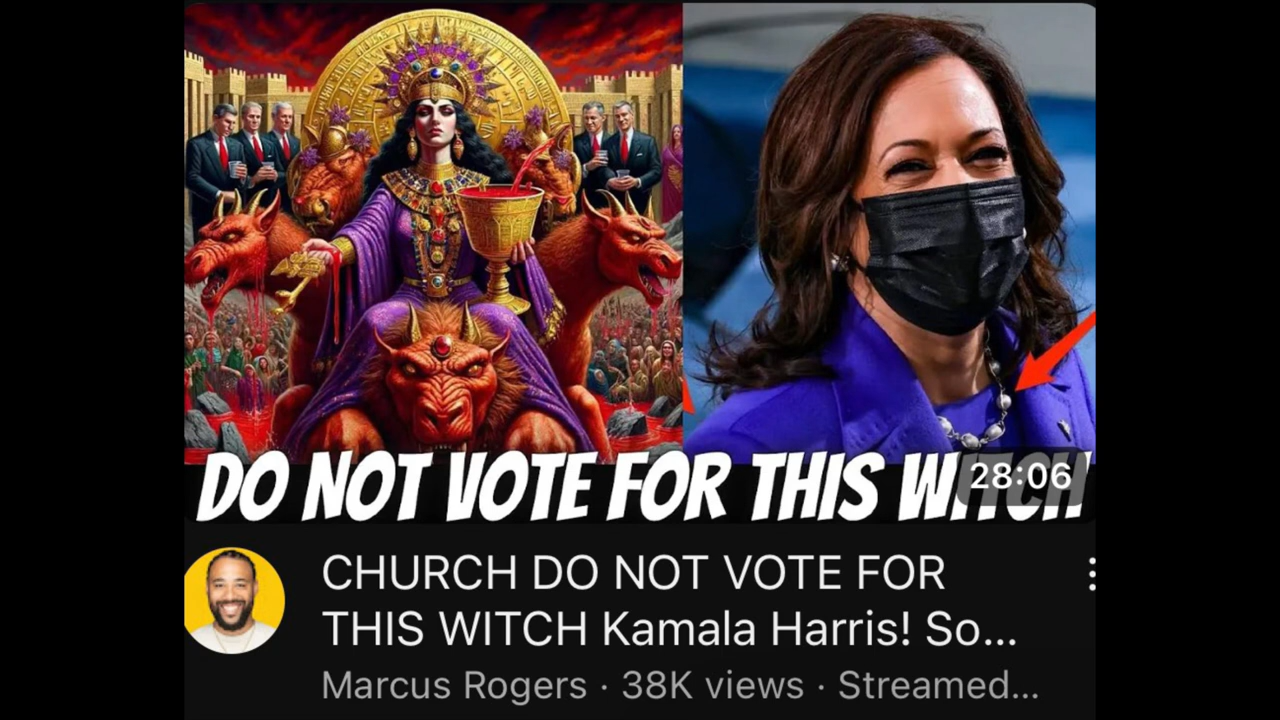 DO NOT VOTE FOR THIS WITCH
28:06
CHURCH DO NOT VOTE FOR
THIS WITCH Kamala Harris! So...
Marcus Rogers · 38K views · Streamed...